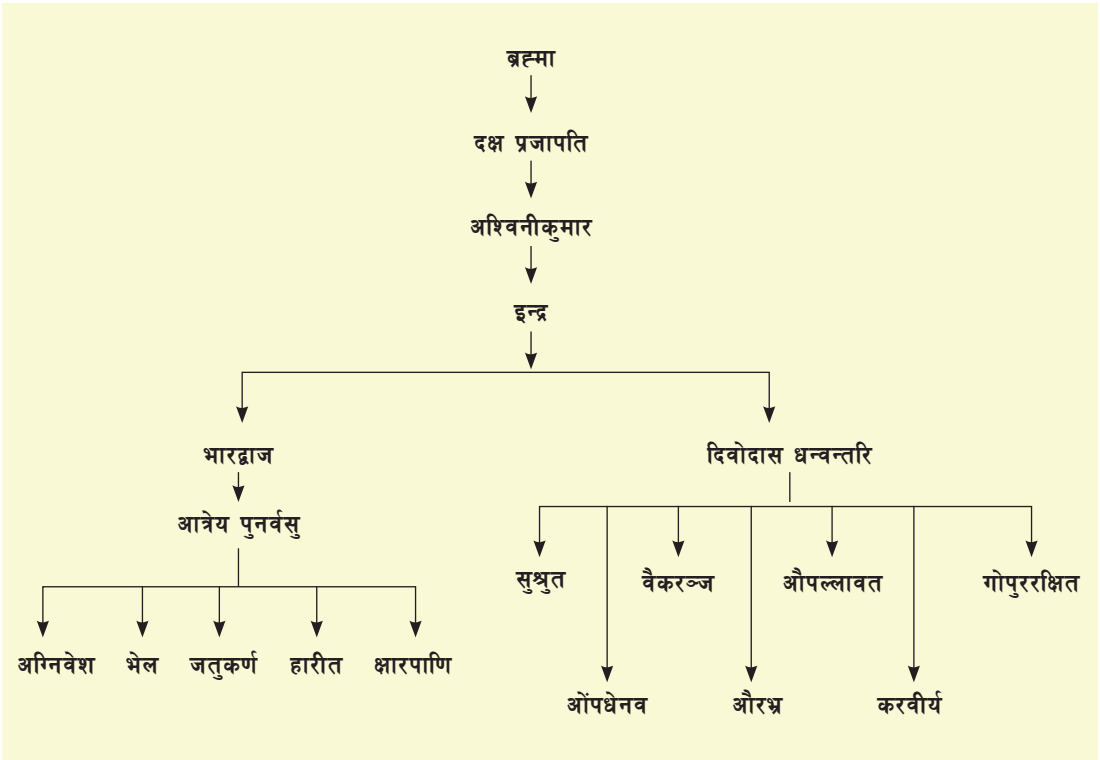 ब्रह्मा
दक्ष प्रजापति
अश्विनीकुमार
इन्द्र
भारद्वाज
दिवोदास धन्वन्तरि
आत्रेय पुनर्वसु
सुश्रुत
वैकरञ्ज
औपल्लावत
गोपुररक्षित
अग्निवेश
भेल
जतुकर्ण
हारीत
क्षारपाणि
ओंपधेनव
औरभ्र
करवीर्य